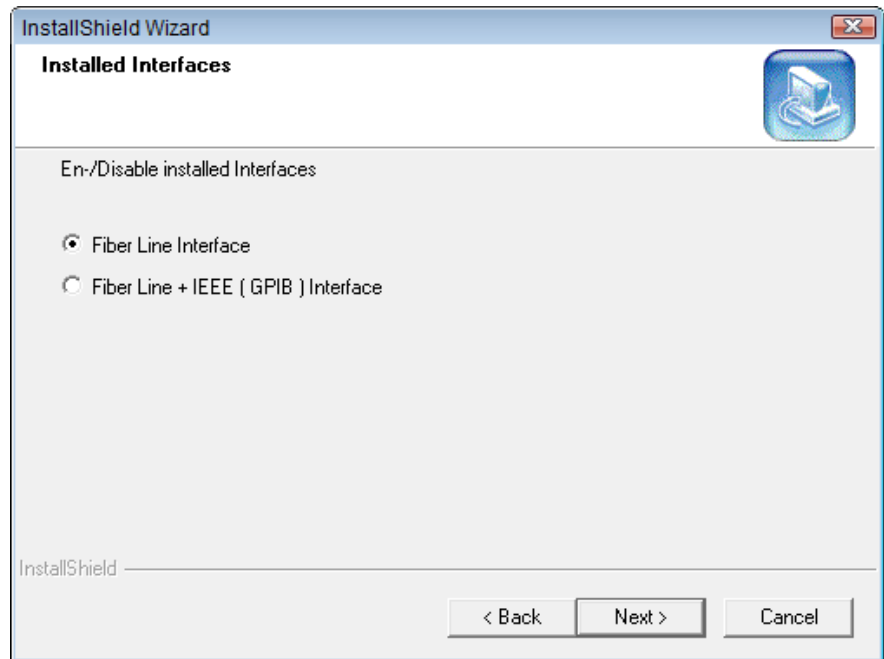 InstallShield Wizard
Installed Interfaces
En-/Disable installed Interfaces
Fiber Line Interface
Fiber Line + IEEE ( GPIB ) Interface
InstallShield
< Back Next > Cancel